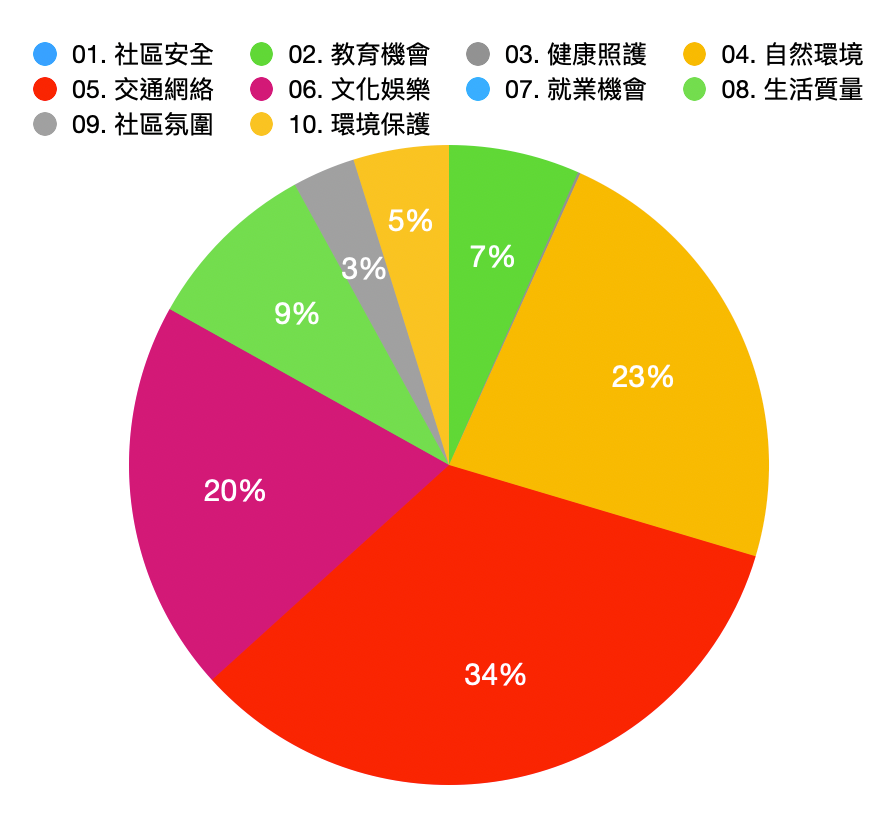 01. 社區安全 02. 教育機會 03. 健康照護 04. 自然環境
05. 交通網絡 06. 文化娛樂 07. 就業機會 08. 生活質量
09. 社區氛圍 10. 環境保護
5%
7%
3%
9%
23%
20%
34%